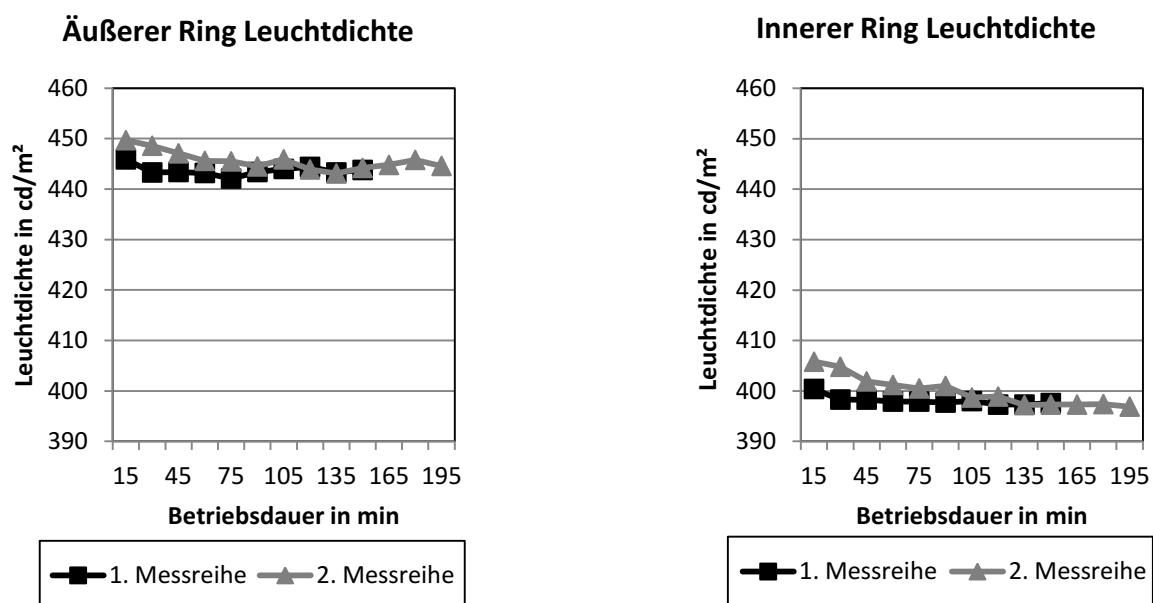 Äußerer Ring Leuchtdichte
Leuchtdichte in cd/m²
460
450
440
430
420
410
400
390
15 45 75 105 135 165 195
Betriebsdauer in min
1. Messreihe 2. Messreihe
Innerer Ring Leuchtdichte
Leuchtdichte in cd/m²
460
450
440
430
420
410
400
390
15 45 75 105 135 165 195
Betriebsdauer in min
1. Messreihe 2. Messreihe